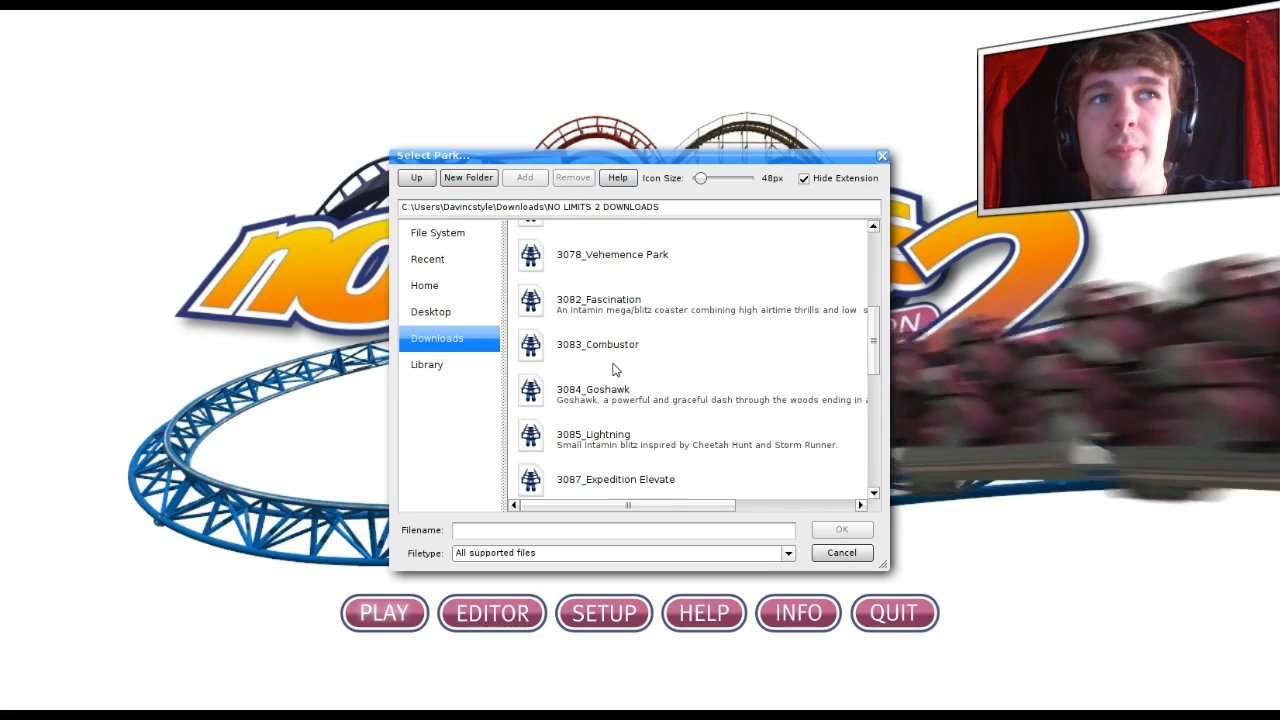 Select Park...
Up
New Folder
Add
Remove
Help
Icon Size:
48px
Hide Extension
C:\Users\Davincstyle\Downloads\NO LIMITS 2 DOWNLOADS
File System
Recent
Home
Desktop
Downloads
Library
3078_Vehemence Park
3082_Fascination
An Intamin mega/blitz coaster combining high airtime thrills and low s
3083_Combustor
3084_Goshawk
Goshawk, a powerful and graceful dash through the woods ending in a
3085_Lightning
Small Intamin blitz inspired by Cheetah Hunt and Storm Runner.
3087_Expedition Elevate
Filename:
OK
Filetype:
All supported files
Cancel
no
2
PLAY
EDITOR
SETUP
HELP
INFO
QUIT